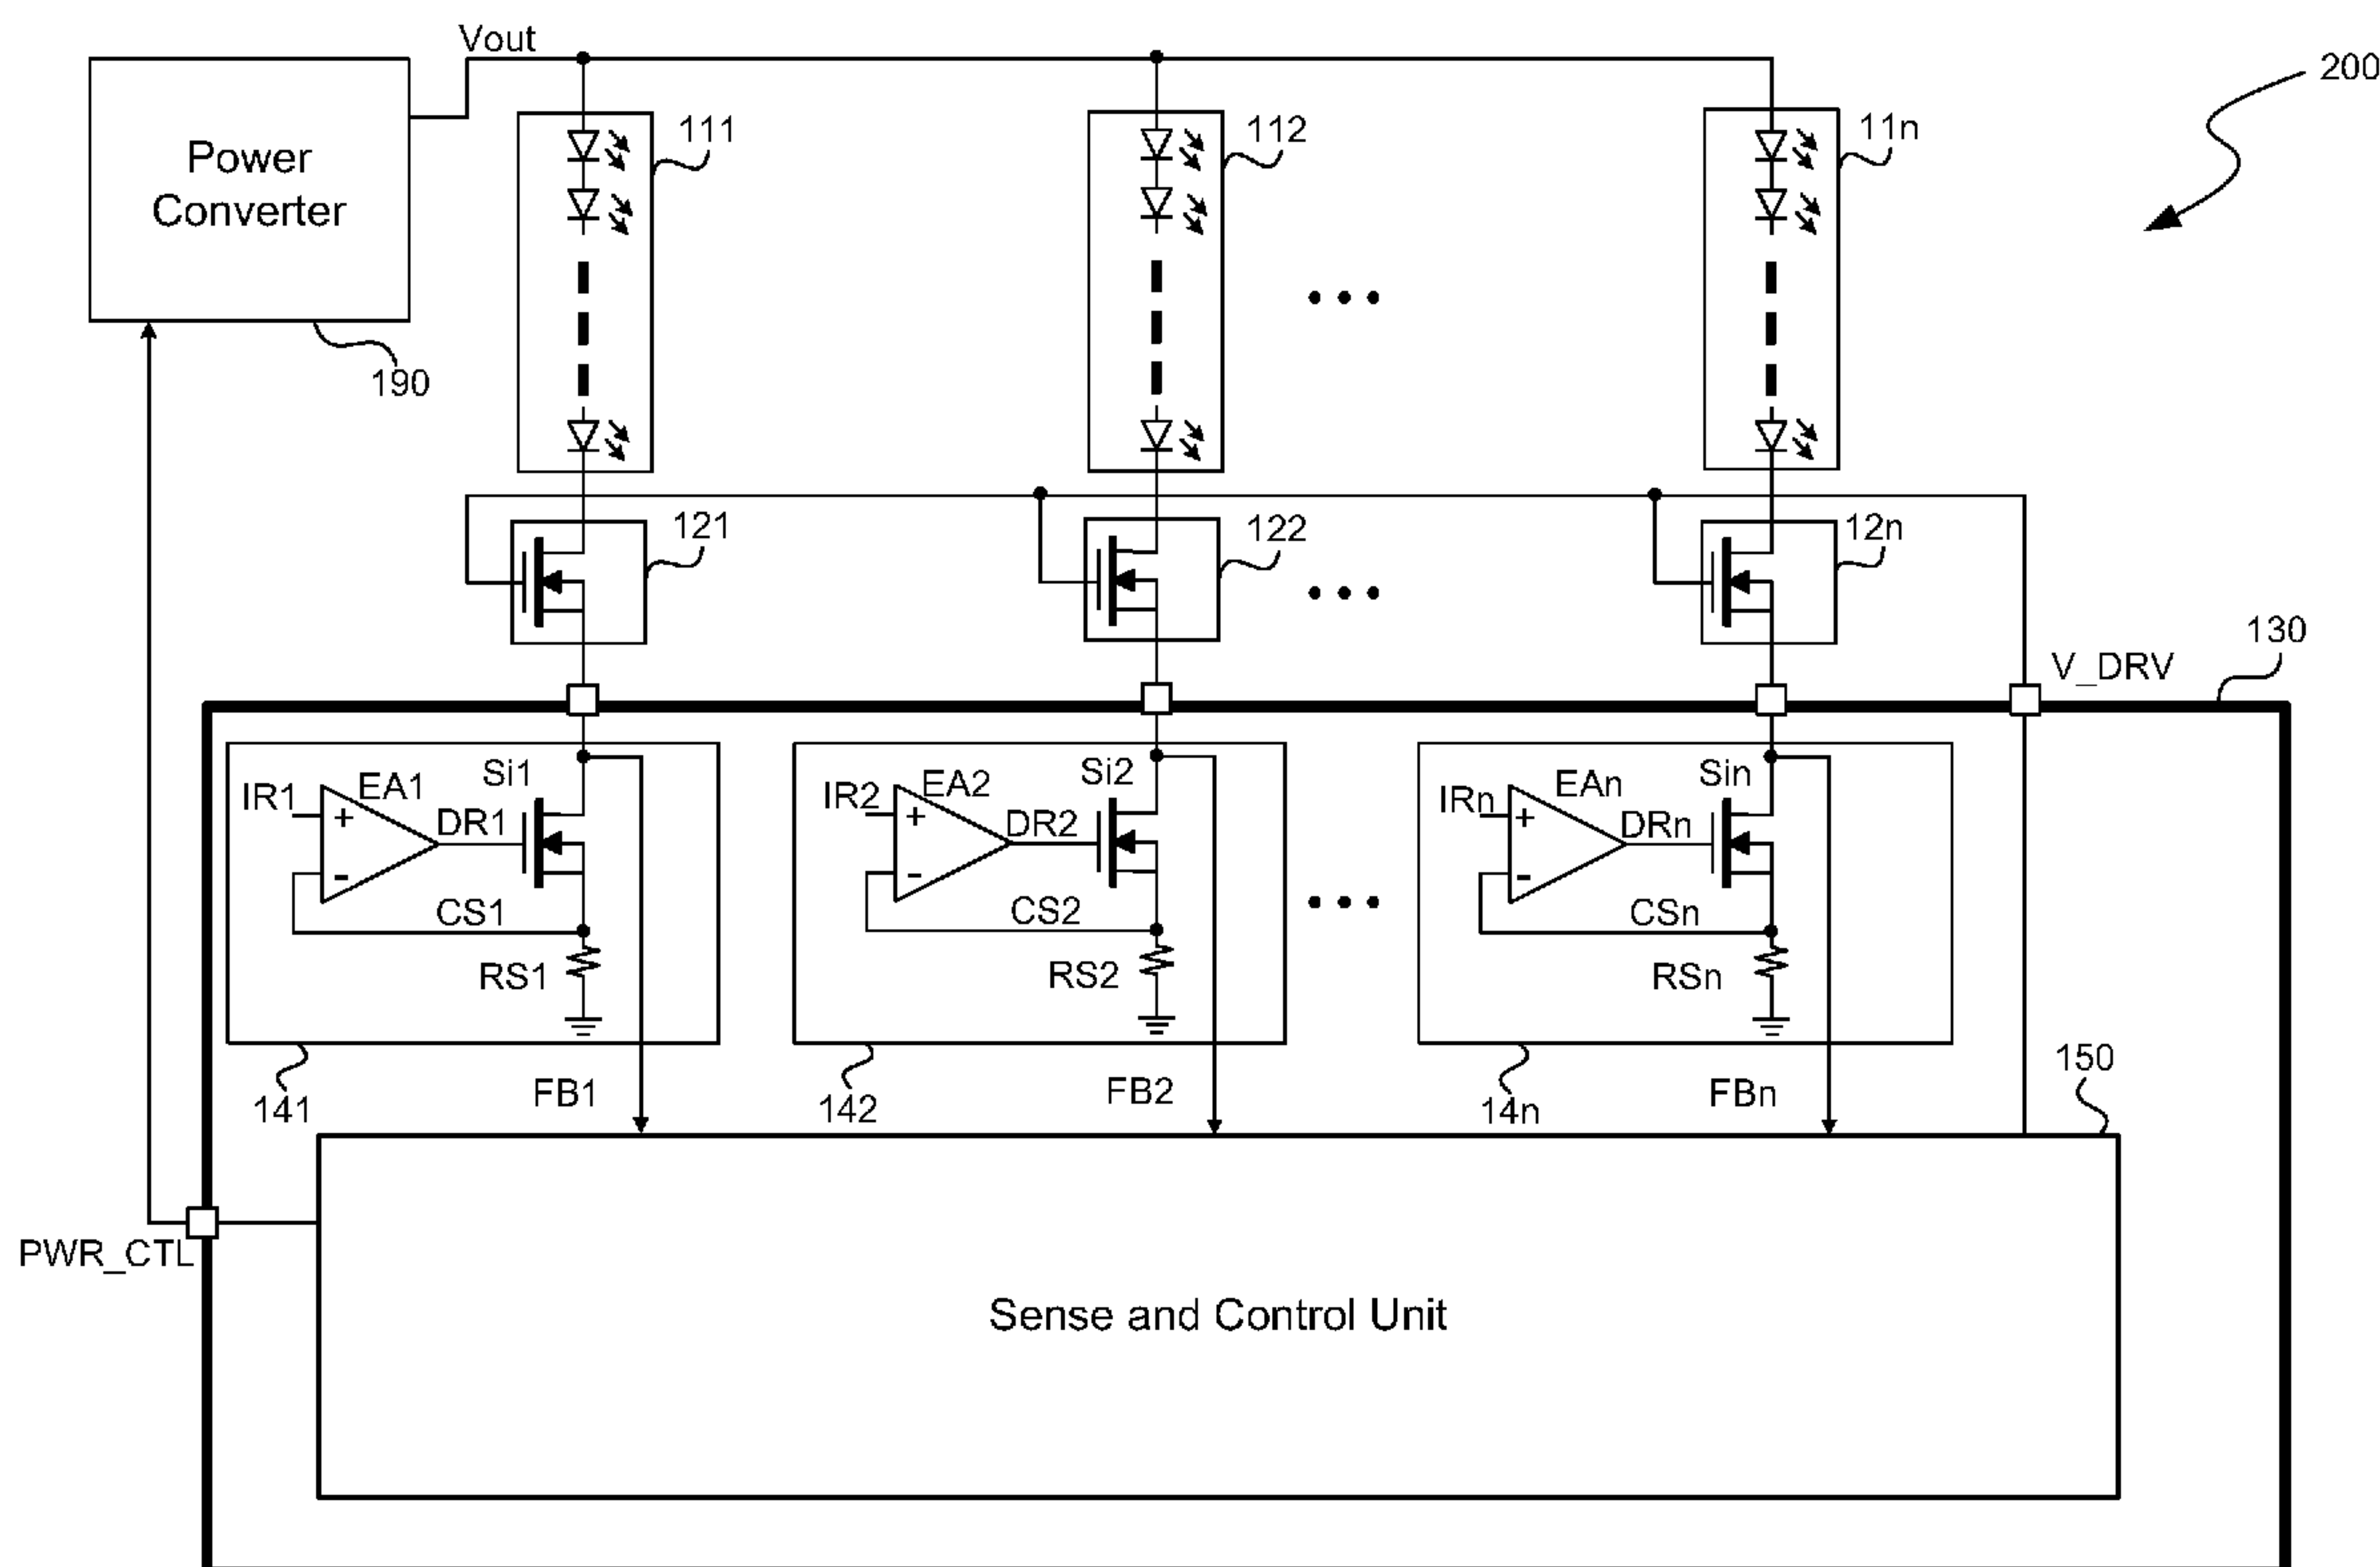 Vout
200
Power
Converter
111
112
11n
190
121
122
12n
130
V_DRV
IR1
+
-
EA1
DR1
Si1
CS1
RS1
IR2
+
-
EA2
DR2
Si2
CS2
RS2
IRn
+
-
EAn
DRn
Sin
CSn
RSn
141
FB1
142
FB2
14n
FBn
150
PWR_CTL
Sense and Control Unit